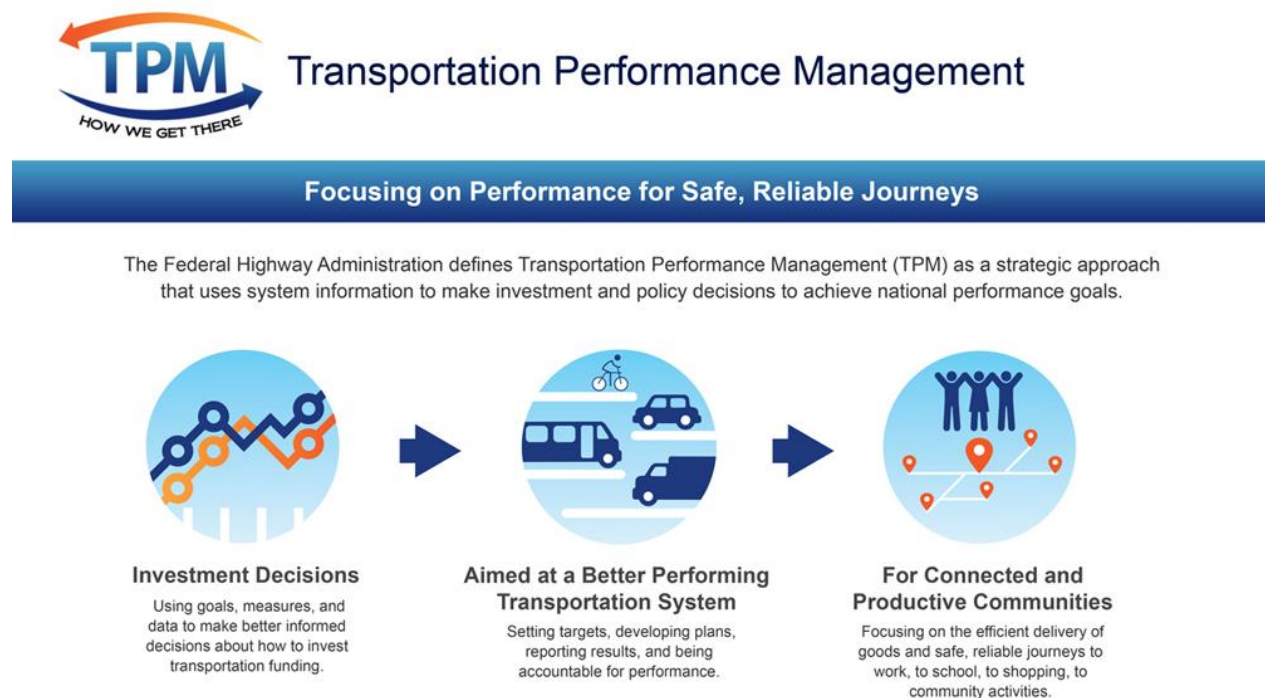 TPM
HOW WE GET THERE
Transportation Performance Management
Focusing on Performance for Safe, Reliable Journeys
The Federal Highway Administration defines Transportation Performance Management (TPM) as a strategic approach
that uses system information to make investment and policy decisions to achieve national performance goals.
Investment Decisions
Using goals, measures, and
data to make better informed
decisions about how to invest
transportation funding.
Aimed at a Better Performing
Transportation System
Setting targets, developing plans,
reporting results, and being
accountable for performance.
For Connected and
Productive Communities
Focusing on the efficient delivery of
goods and safe, reliable journeys to
work, to school, to shopping, to
community activities.